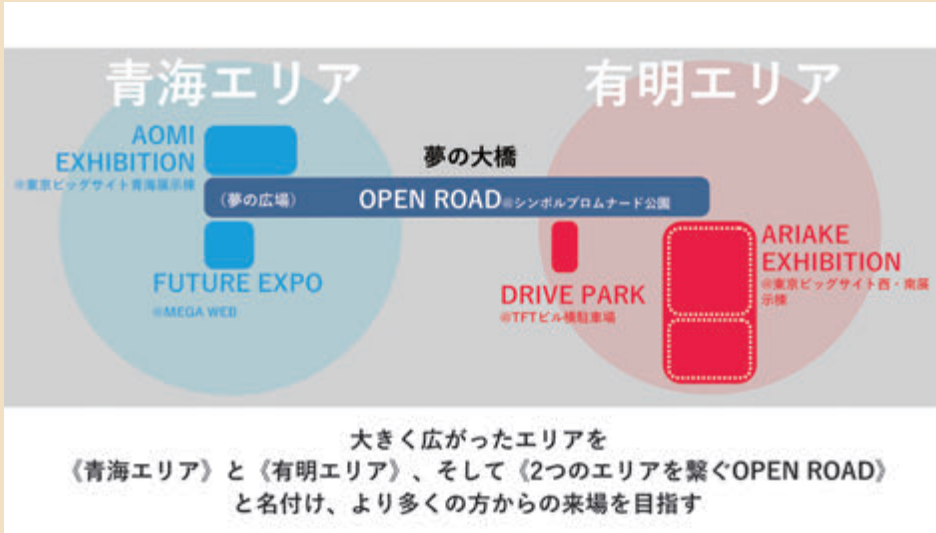 青海エリア
有明エリア
AOMI
EXHIBITION
@東京ビッグサイト青海展示棟
夢の大橋
（夢の広場）
OPEN ROAD@シンボルプロムナード公園
FUTURE EXPO
@MEGA WEB
DRIVE PARK
@TFTビル横駐車場
ARIAKE
EXHIBITION
@東京ビッグサイト西・南展
示棟
大きく広がったエリアを
《青海エリア》と《有明エリア》、そして《2つのエリアを繋ぐOPEN ROAD》
と名付け、より多くの方からの来場を目指す